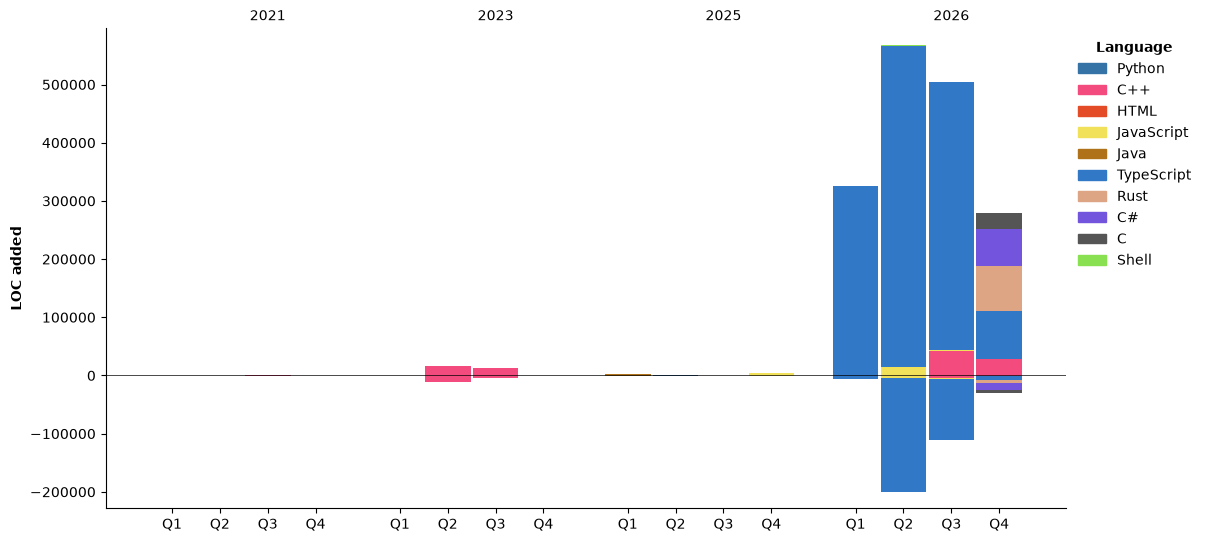 2021 2023 2025 2026
Language
Python
C++
HTML
JavaScript
Java
TypeScript
Rust
C#
C
Shell
LOC added
500000
400000
300000
200000
100000
0
−100000
−200000
Q1 Q2 Q3 Q4 Q1 Q2 Q3 Q4 Q1 Q2 Q3 Q4 Q1 Q2 Q3 Q4